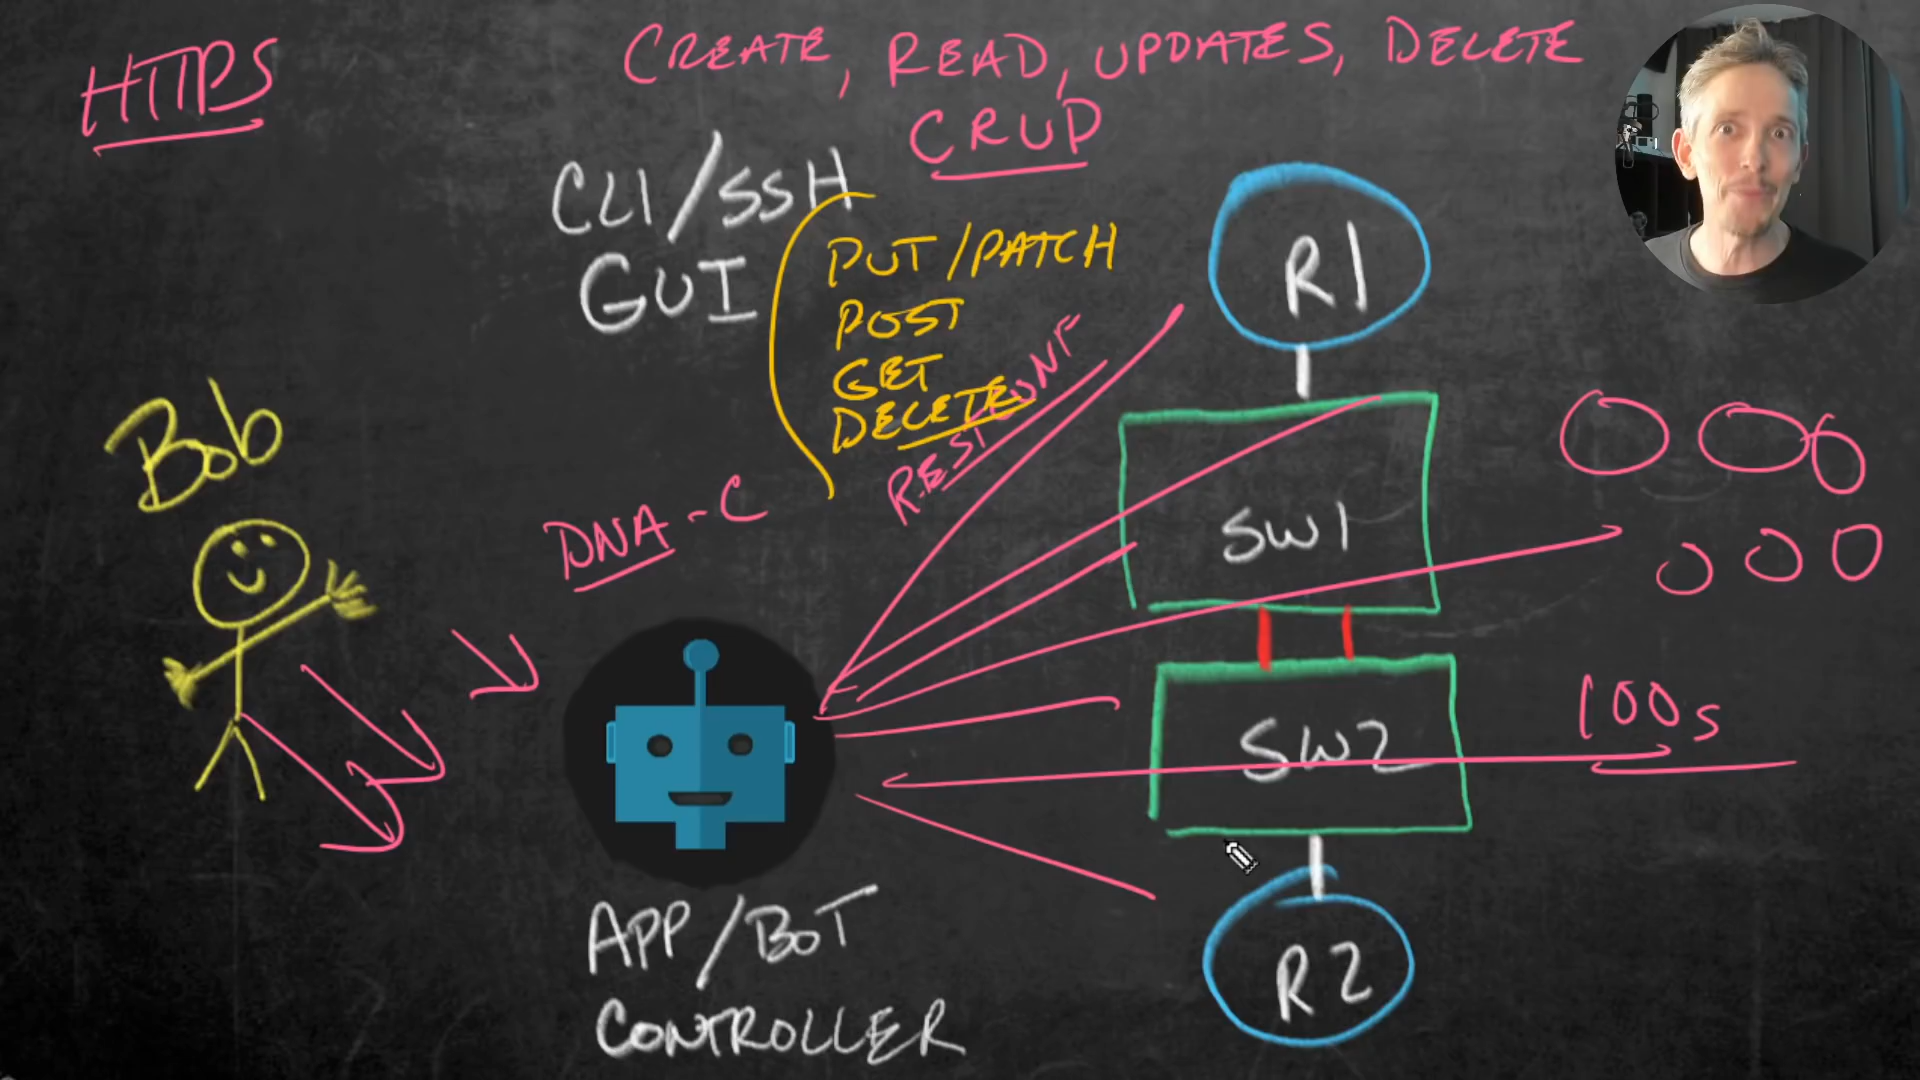 HTTPS
CREATE, READ, UPDATES, DELETE
CRUD
CLI/SSH
GUI
PUT/PATCH
POST
GET
DELETE
RESTCONF
R1
Bob
DNA-C
SW1
SW2
100s
APP/BOT
CONTROLLER
R2